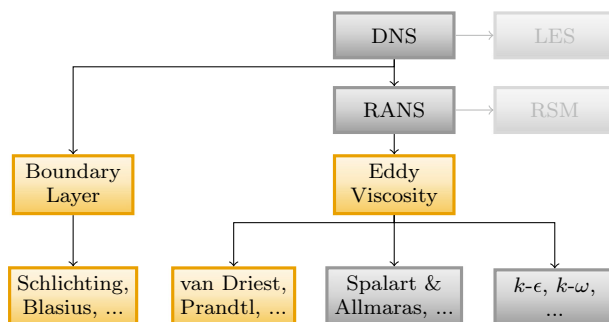 DNS
LES
RANS
RSM
Boundary
Layer
Eddy
Viscosity
Schlichting,
Blasius, ...
van Driest,
Prandtl, ...
Spalart &
Allmaras, ...
k-ϵ, k-ω,
...